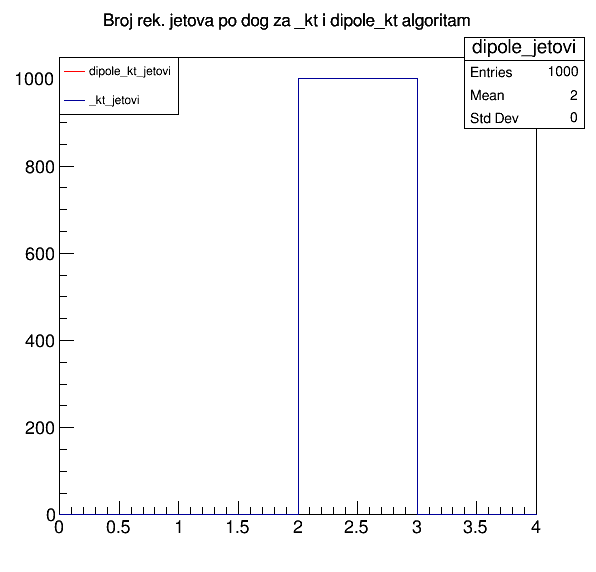 Broj rek. jetova po dog za _kt i dipole_kt algoritam
dipole_jetovi
Entries 1000
Mean 2
Std Dev 0
dipole_kt_jetovi
_kt_jetovi
1000
800
600
400
200
0
0 0.5 1 1.5 2 2.5 3 3.5 4